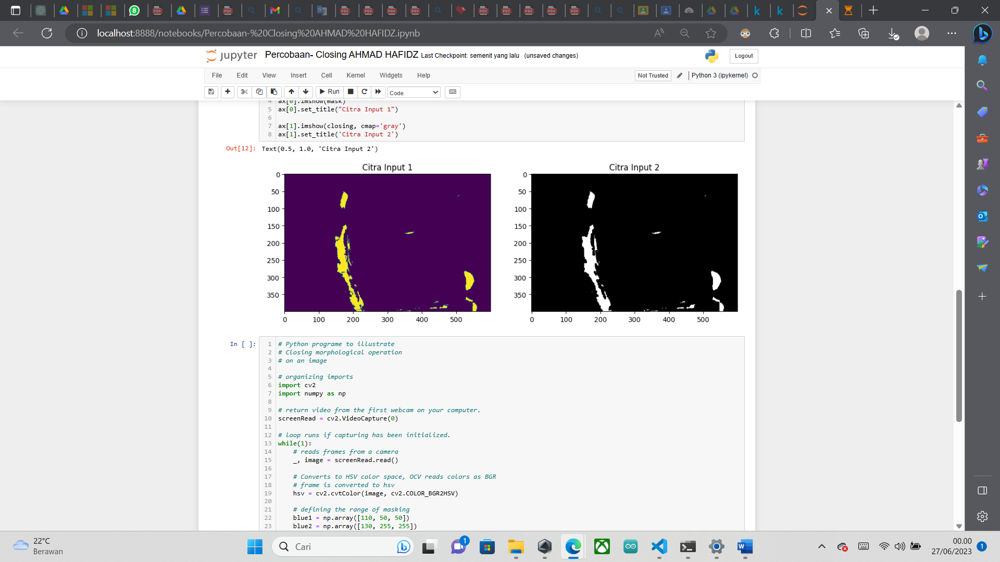 localhost:8888/notebooks/Percobaan-%20Closing%20AHMAD%20HAFIDZ.ipynb
jupyter Percobaan- Closing AHMAD HAFIDZ Last Checkpoint: semenit yang lalu (unsaved changes)
Logout
File Edit View Insert Cell Kernel Widgets Help
Not Trusted Python 3 (ipykernel)
Run Code
4 ax[0].imshow(mask)
5 ax[0].set_title("Citra Input 1")
6
7 ax[1].imshow(closing, cmap='gray')
8 ax[1].set_title('Citra Input 2')
Out[12]: Text(0.5, 1.0, 'Citra Input 2')
Citra Input 1
0
50
100
150
200
250
300
350
0 100 200 300 400 500
Citra Input 2
0
50
100
150
200
250
300
350
0 100 200 300 400 500
In [ ]:
1 # Python programe to illustrate
2 # Closing morphological operation
3 # on an image
4
5 # organizing imports
6 import cv2
7 import numpy as np
8
9 # return video from the first webcam on your computer.
10 screenRead = cv2.VideoCapture(0)
11
12 # loop runs if capturing has been initialized.
13 while(1):
14 # reads frames from a camera
15 _, image = screenRead.read()
16
17 # Converts to HSV color space, OCV reads colors as BGR
18 # frame is converted to hsv
19 hsv = cv2.cvtColor(image, cv2.COLOR_BGR2HSV)
20
21 # defining the range of masking
22 blue1 = np.array([110, 50, 50])
23 blue2 = np.array([130, 255, 255])
22°C
Berawan
Cari
1
00.00
27/06/2023
1